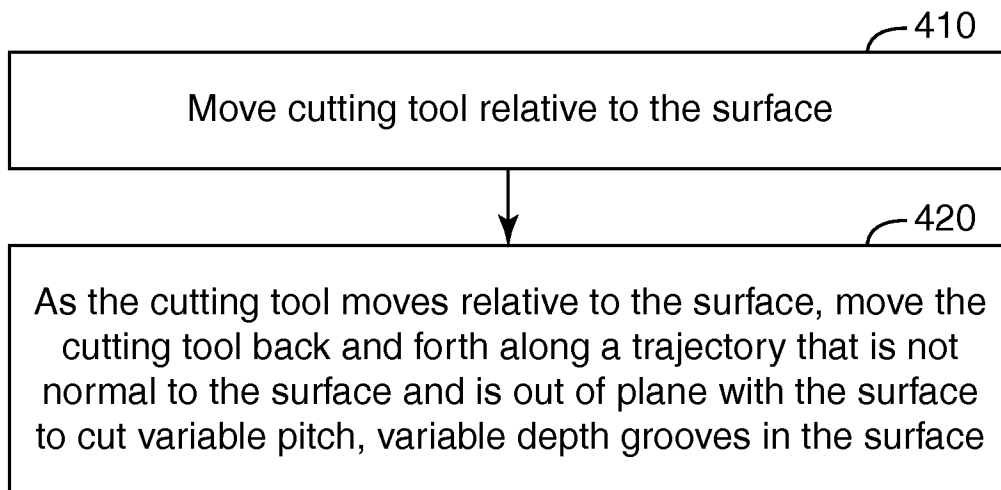 410
Move cutting tool relative to the surface
420
As the cutting tool moves relative to the surface, move the
cutting tool back and forth along a trajectory that is not
normal to the surface and is out of plane with the surface
to cut variable pitch, variable depth grooves in the surface